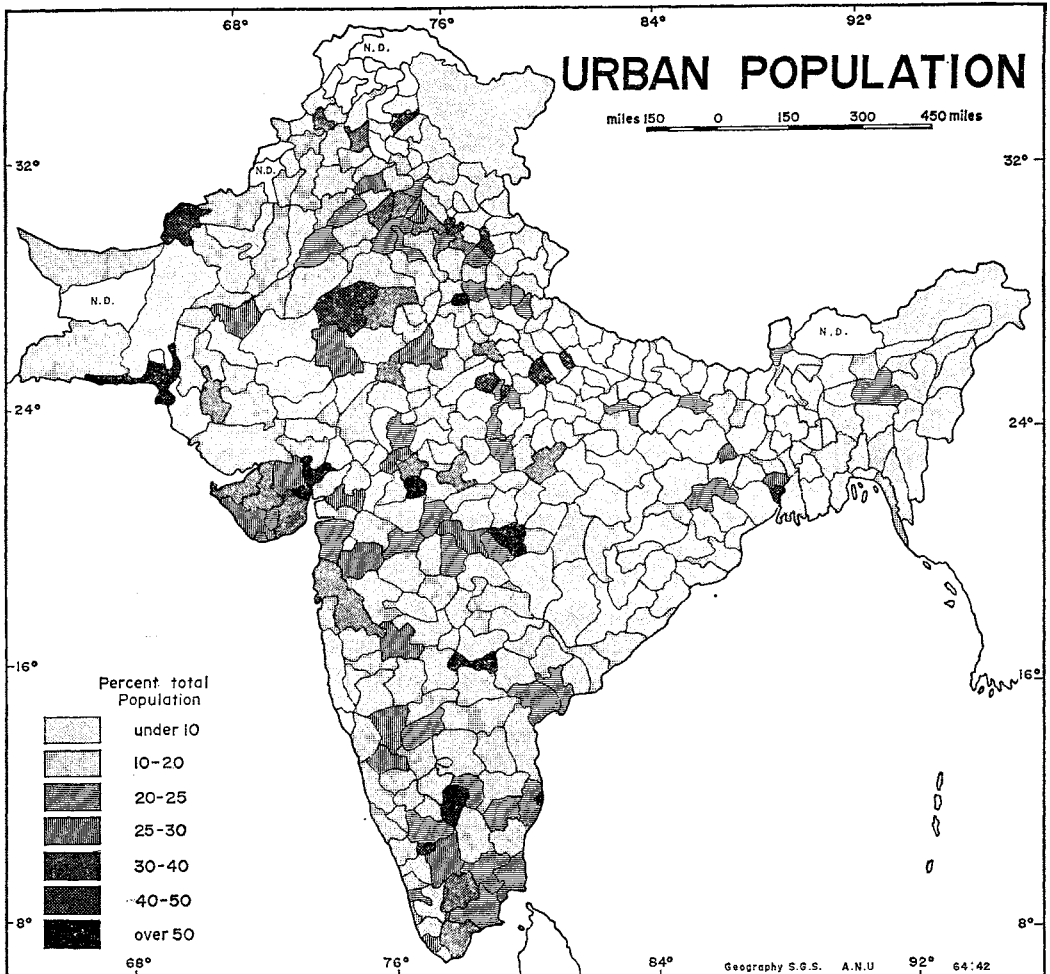 68° 76° 84° 92°
N.D.
URBAN POPULATION
miles 150 0 150 300 450 miles
32° 32°
N.D.
N.D.
N.D.
24° 24°
16° 16°
Percent total
Population
under 10
10-20
20-25
25-30
30-40
40-50
over 50
8° 8°
68° 76° 84° 92°
Geography S.G.S. A.N.U 64:42